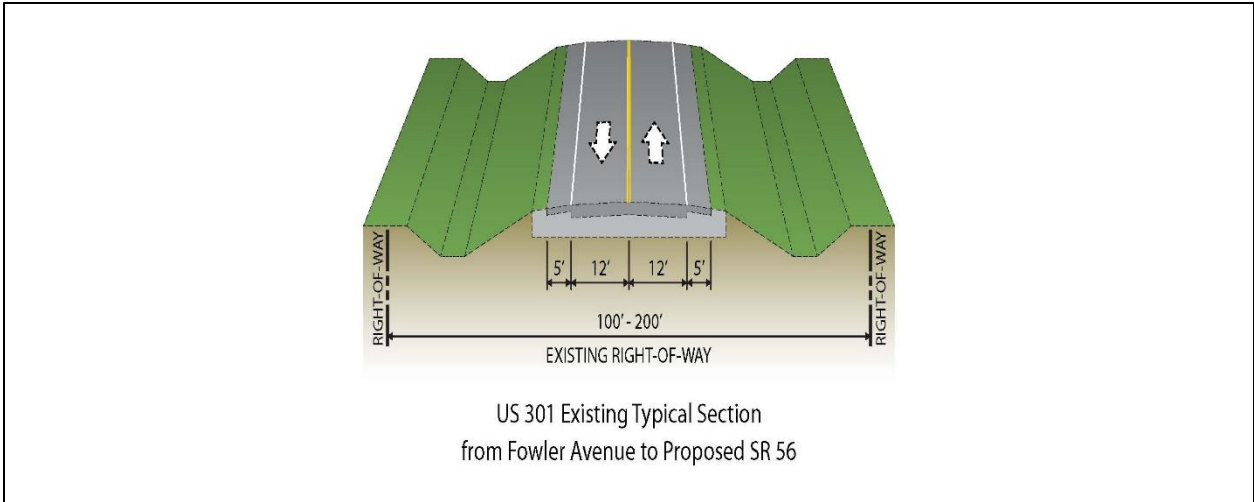 5' 12' 12' 5'
RIGHT-OF-WAY
RIGHT-OF-WAY
100' - 200'
EXISTING RIGHT-OF-WAY
US 301 Existing Typical Section
from Fowler Avenue to Proposed SR 56